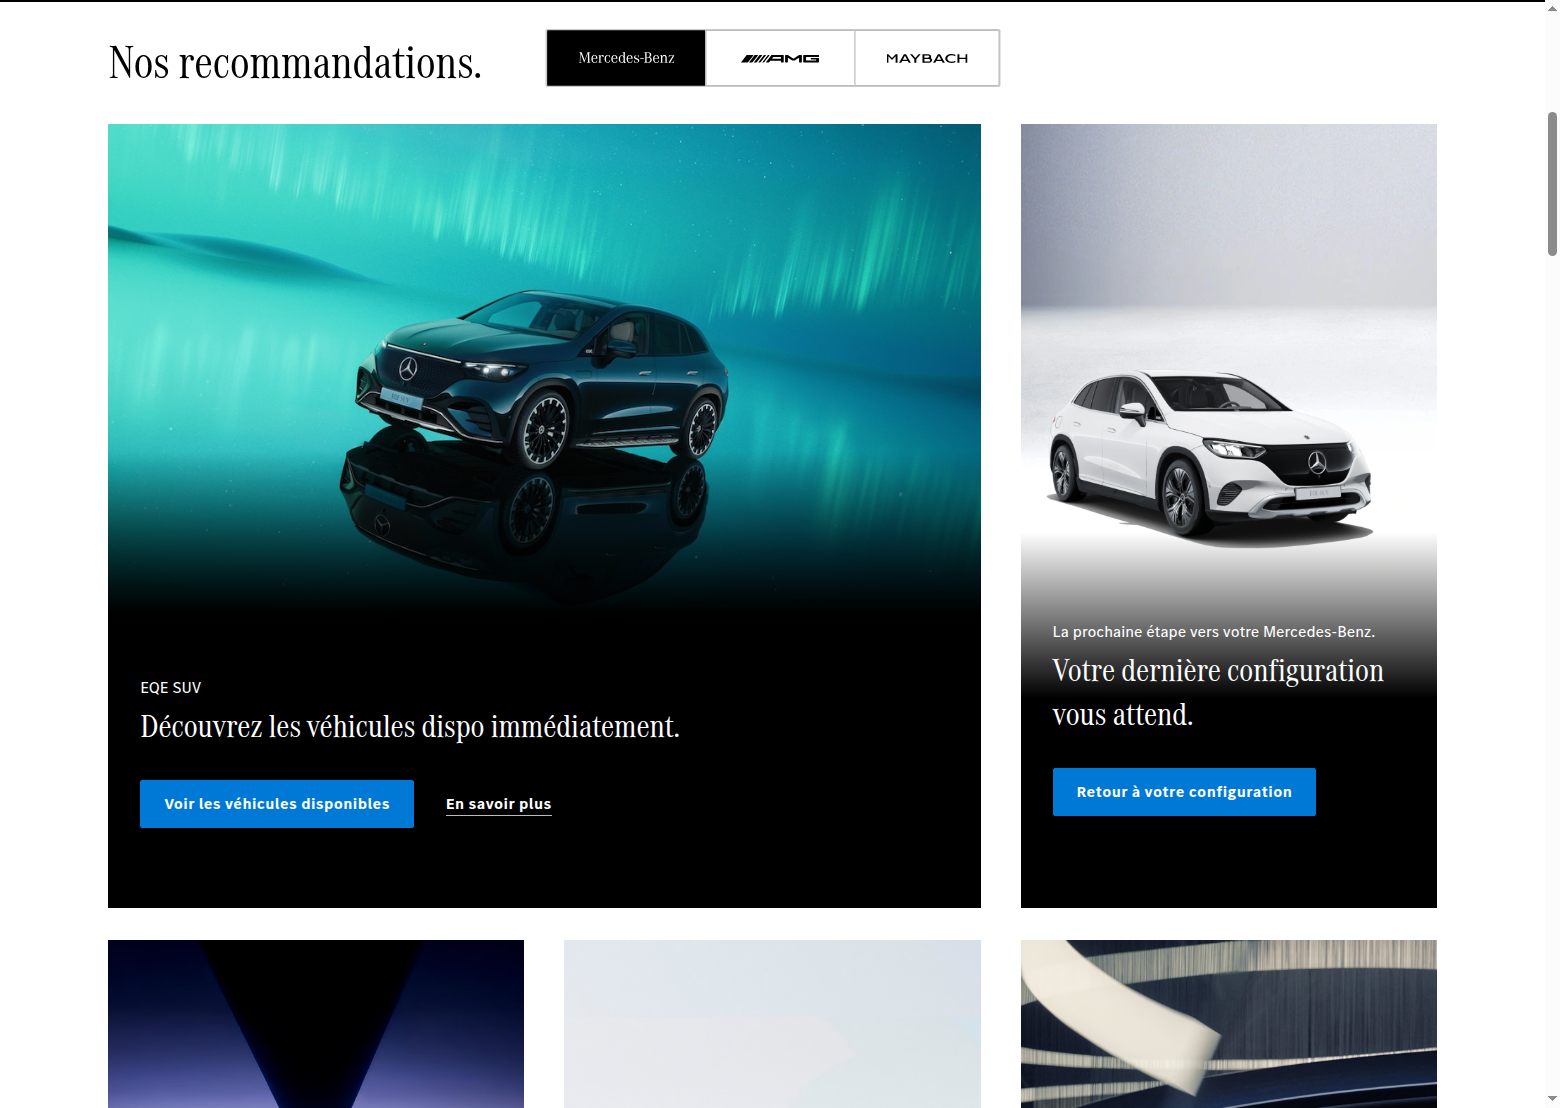 Nos recommandations.
Mercedes-Benz
AMG
MAYBACH
EQE SUV
Découvrez les véhicules dispo immédiatement.
Voir les véhicules disponibles
En savoir plus
La prochaine étape vers votre Mercedes-Benz.
Votre dernière configuration
vous attend.
Retour à votre configuration